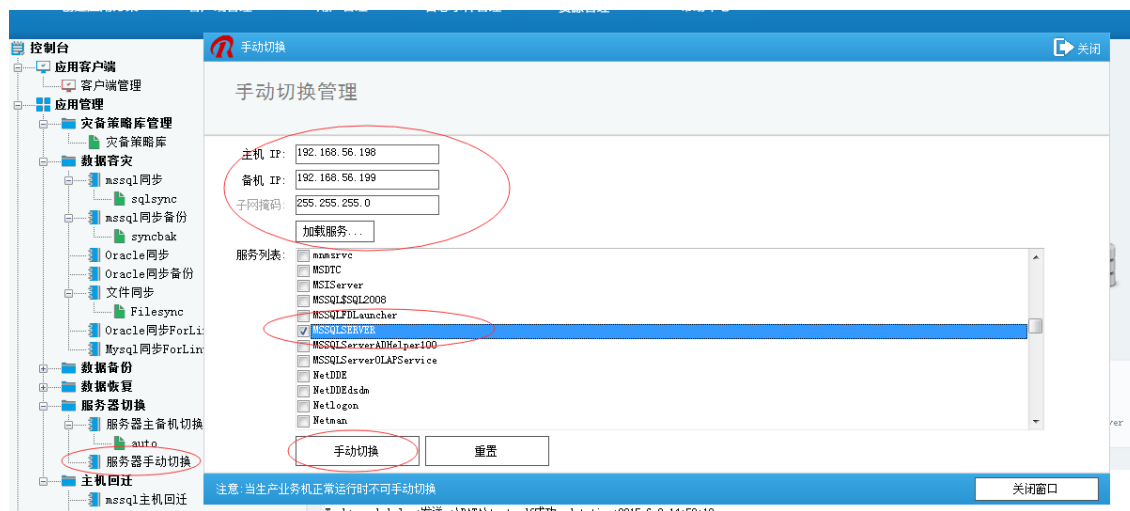 控制台
应用客户端
客户端管理
应用管理
灾备策略库管理
灾备策略库
数据容灾
mssql同步
sqlsync
mssql同步备份
syncbak
Oracle同步
Oracle同步备份
文件同步
Filesync
Oracle同步ForLi
Mysql同步ForLin
数据备份
数据恢复
服务器切换
服务器主备机切换
auto
服务器手动切换
主机回迁
mssql主机回迁
手动切换
关闭
手动切换管理
主机 IP: 192.168.56.198
备机 IP: 192.168.56.199
子网掩码: 255.255.255.0
加载服务...
服务列表:
mnmsrvc
MSDTC
MSIServer
MSSQL$SQL2008
MSSQLFDLauncher
MSSQLSERVER
MSSQLServerADHelper100
MSSQLServerOLAPService
NetDDE
NetDDEdsdm
Netlogon
Netman
手动切换 重置
注意:当生产业务机正常运行时不可手动切换
关闭窗口
ver